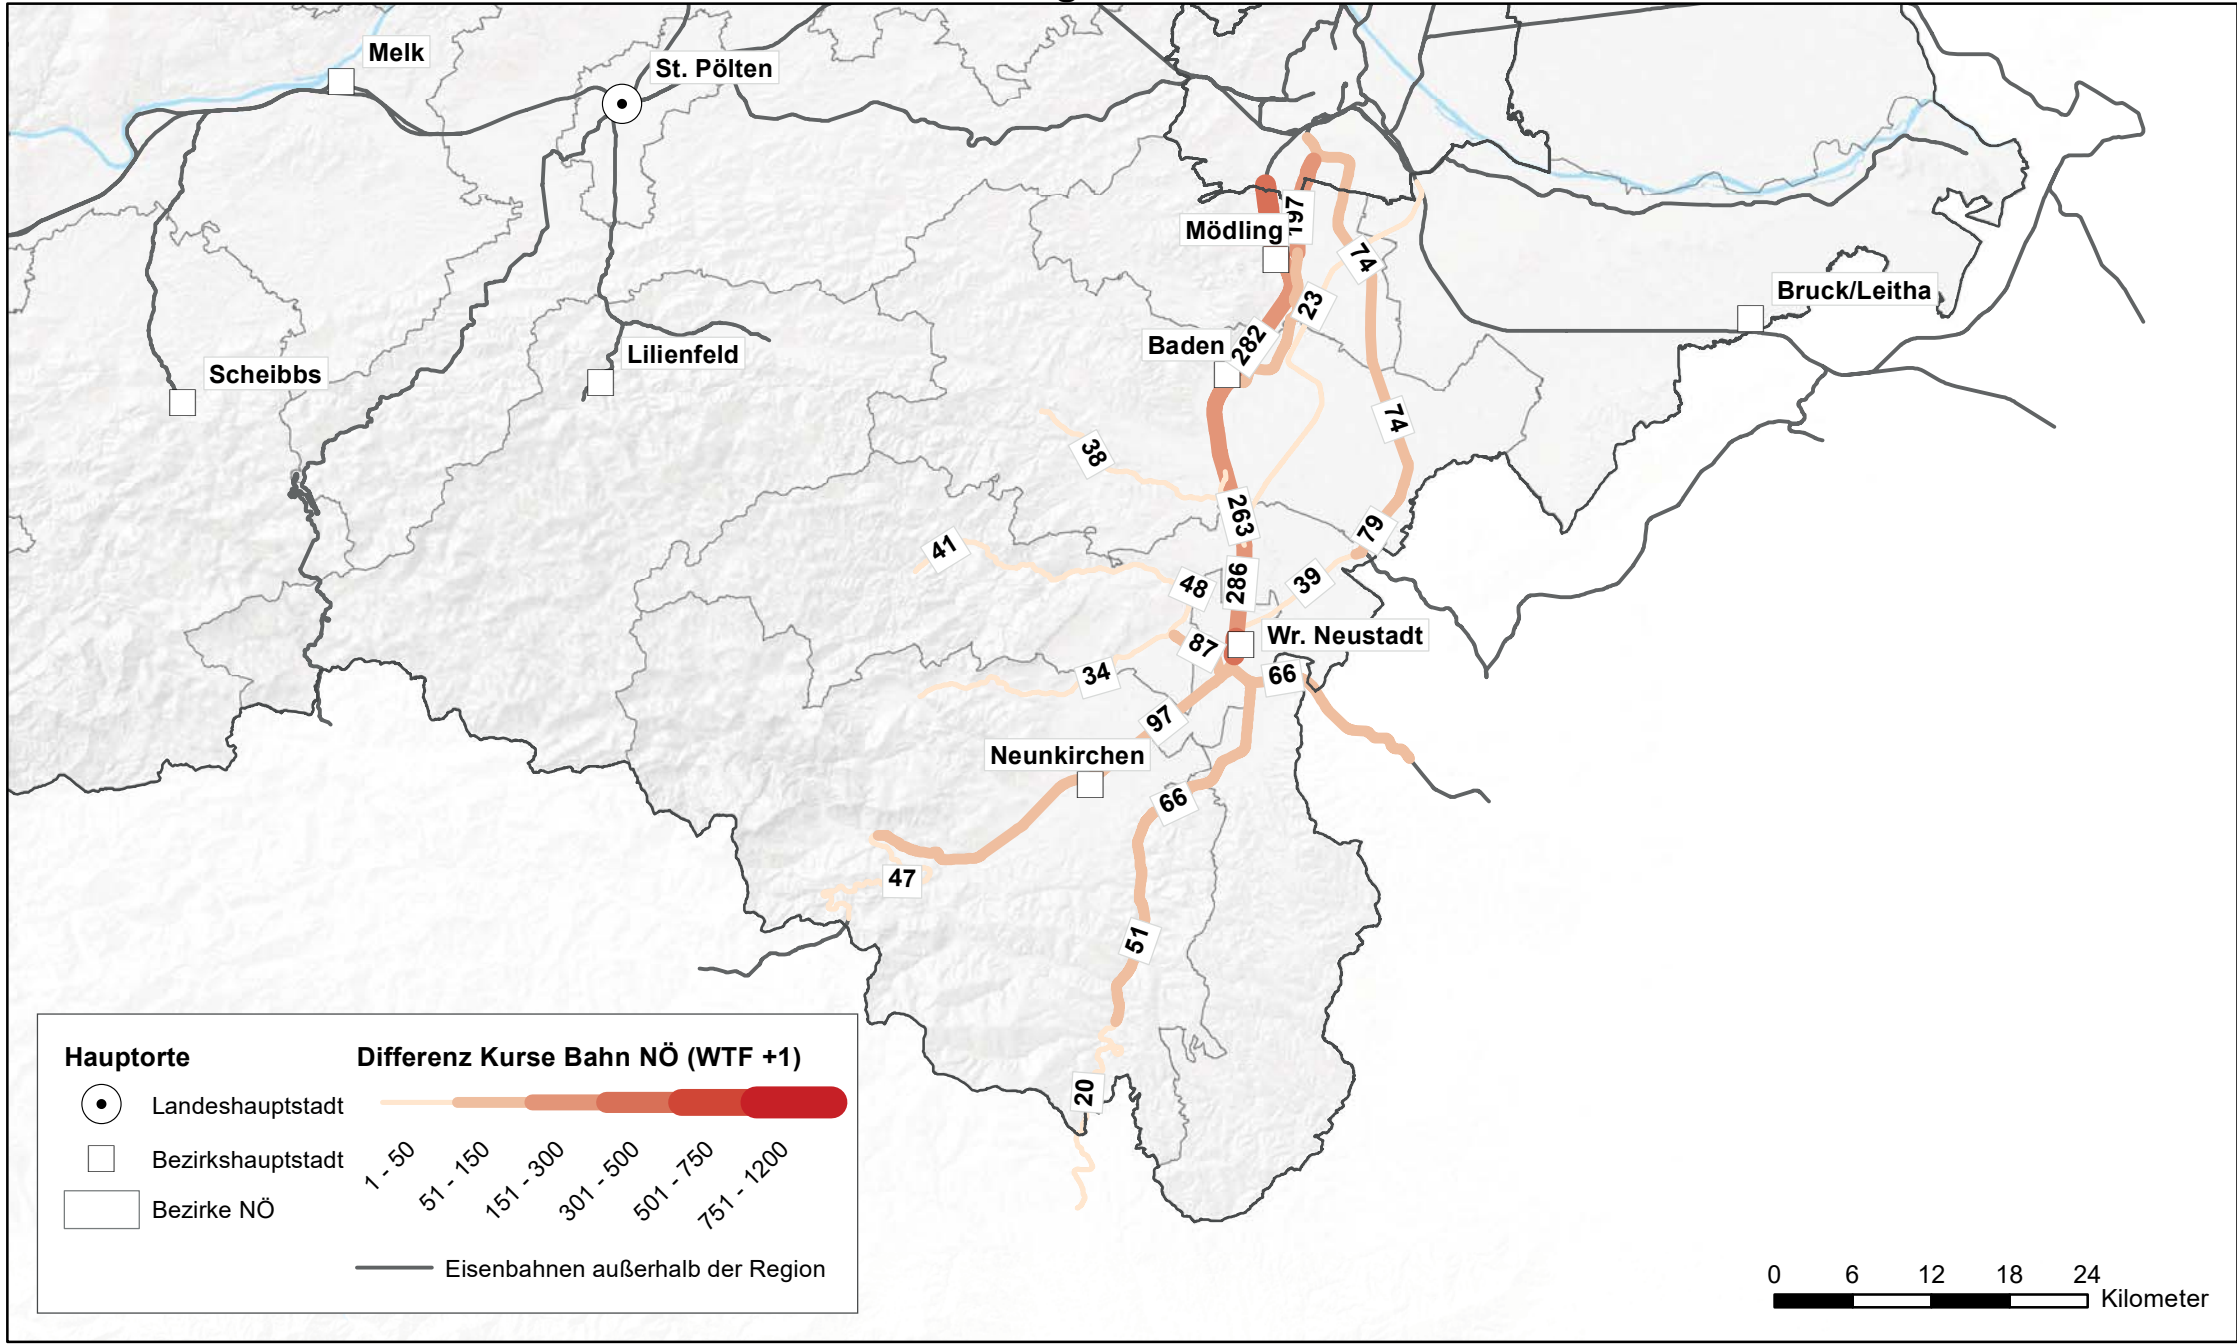 Melk
St. Pölten
197
Mödling
74
Bruck/Leitha
23
282
Baden
Lilienfeld
Scheibbs
74
38
263
79
41
48
286
39
87
Wr. Neustadt
34
66
97
Neunkirchen
66
47
51
20
Hauptorte
Landeshauptstadt
Bezirkshauptstadt
Bezirke NÖ
Differenz Kurse Bahn NÖ (WTF +1)
1 - 50
51 - 150
151 - 300
301 - 500
501 - 750
751 - 1200
Eisenbahnen außerhalb der Region
0 6 12 18 24
Kilometer